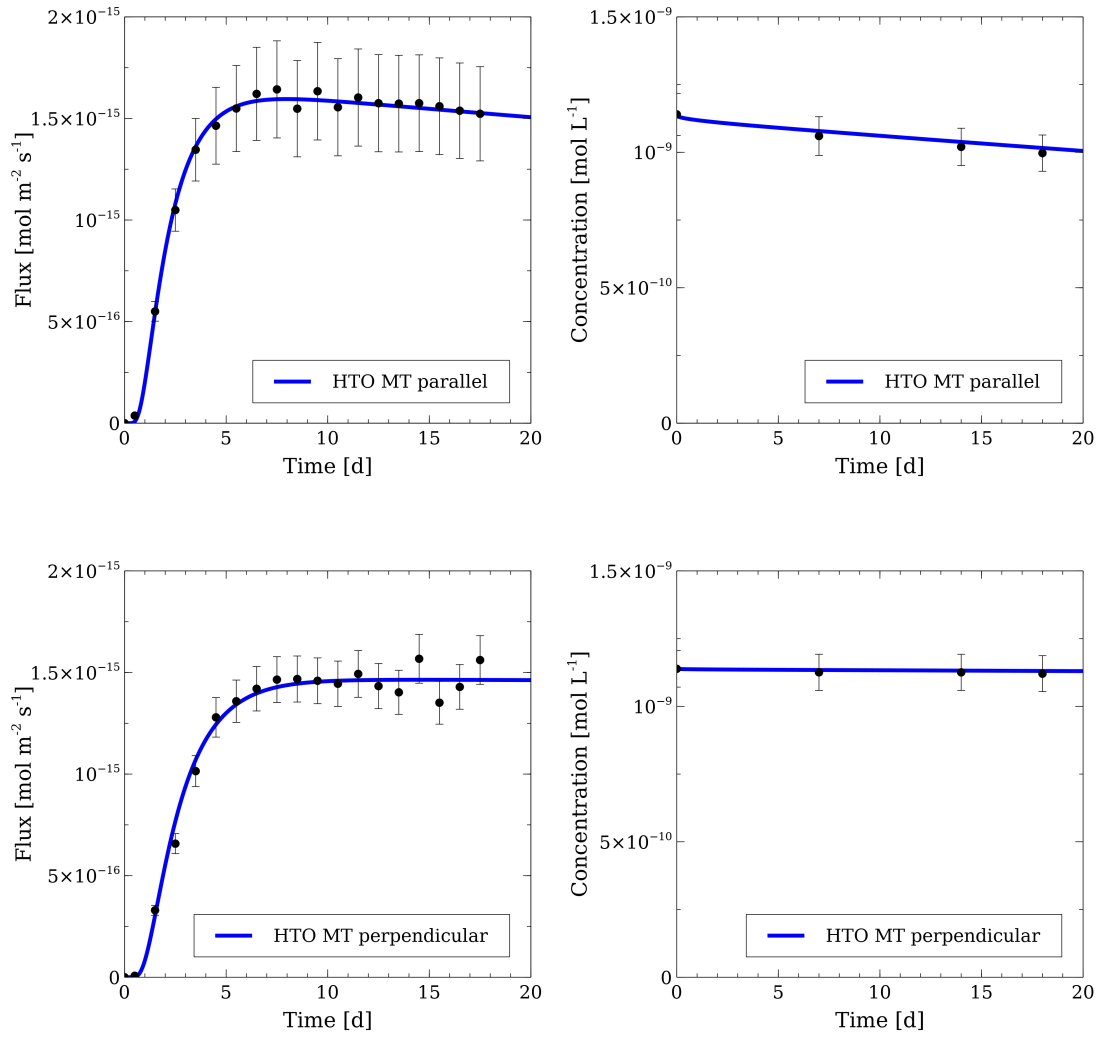 2×10⁻¹⁵ 1.5×10⁻⁹
Flux [mol m⁻² s⁻¹] Concentration [mol L⁻¹]
1.5×10⁻¹⁵ 10⁻⁹
10⁻¹⁵
5×10⁻¹⁶ 5×10⁻¹⁰
HTO MT parallel HTO MT parallel
0 0
0 5 10 15 20 0 5 10 15 20
Time [d] Time [d]
2×10⁻¹⁵ 1.5×10⁻⁹
Flux [mol m⁻² s⁻¹] Concentration [mol L⁻¹]
1.5×10⁻¹⁵ 10⁻⁹
10⁻¹⁵
5×10⁻¹⁶ 5×10⁻¹⁰
HTO MT perpendicular HTO MT perpendicular
0 0
0 5 10 15 20 0 5 10 15 20
Time [d] Time [d]